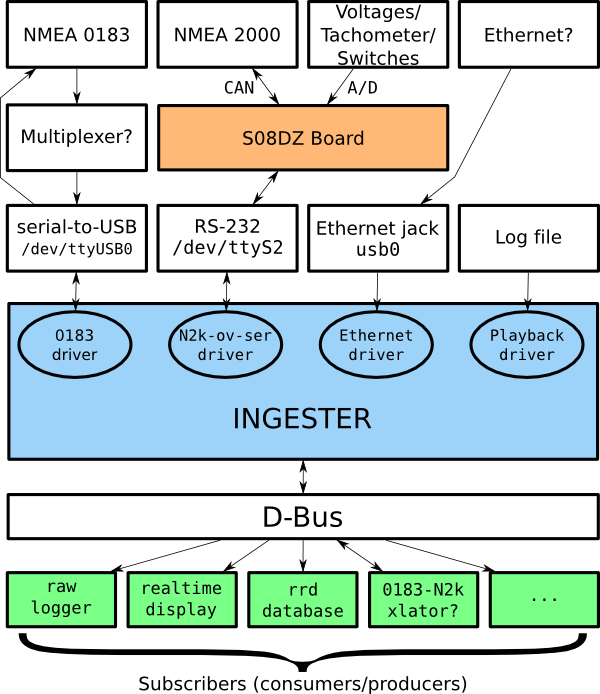 NMEA 0183
NMEA 2000
Voltages/
Tachometer/
Switches
Ethernet?
CAN
A/D
Multiplexer?
S08DZ Board
serial-to-USB
/dev/ttyUSB0
RS-232
/dev/ttyS2
Ethernet jack
usb0
Log file
0183
driver
N2k-ov-ser
driver
Ethernet
driver
Playback
driver
INGESTER
D-Bus
raw
logger
realtime
display
rrd
database
0183-N2k
xlator?
...
Subscribers (consumers/producers)